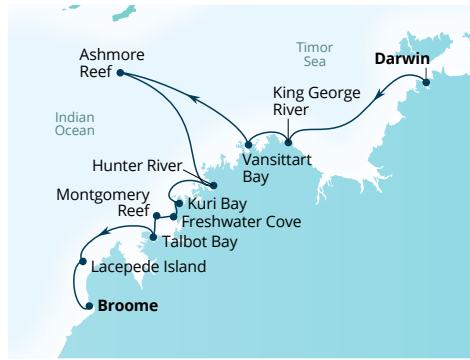 Ashmore
Reef
Timor
Sea
Darwin
King George
River
Indian
Ocean
Vansittart
Bay
Hunter River
Montgomery
Reef
Kuri Bay
Freshwater Cove
Talbot Bay
Lacepede Island
Broome